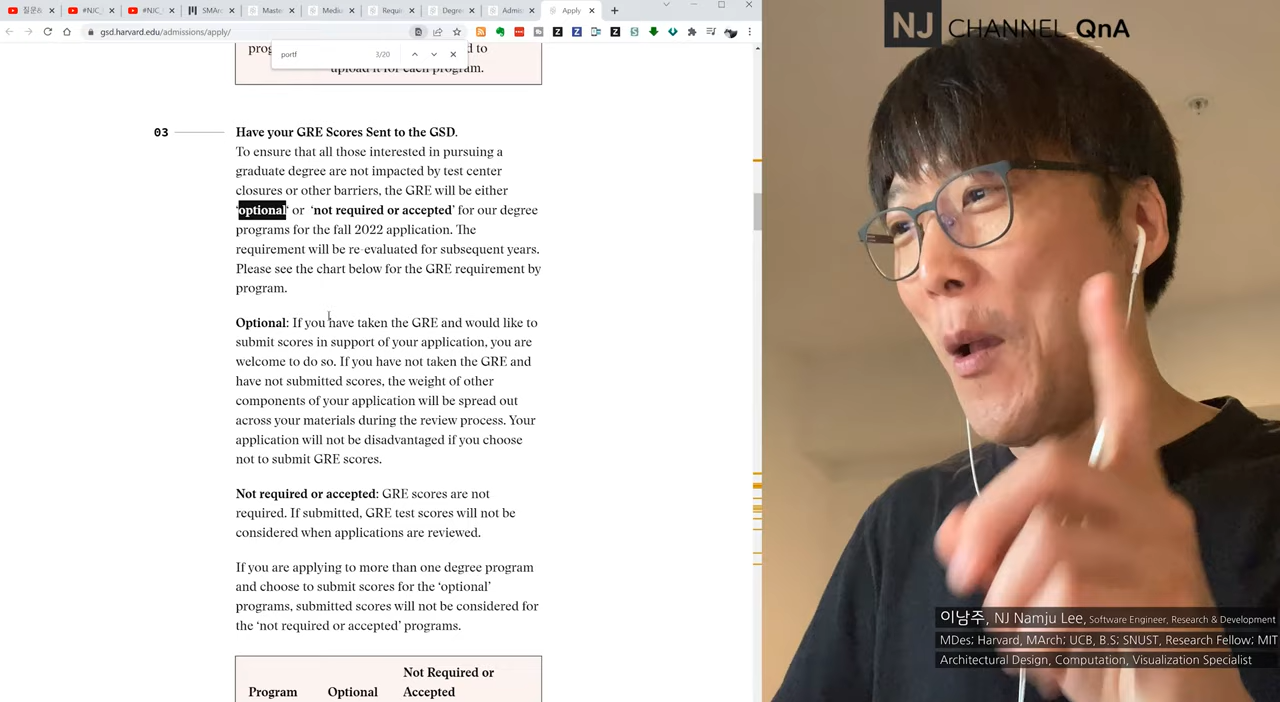 질문&
#NJC_
#NJC_
SMAr
Master
Medi
Requi
Degre
Admi
Apply
gsd.harvard.edu/admissions/apply/
portf
3/20
upload it for each program.
03
Have your GRE Scores Sent to the GSD.
To ensure that all those interested in pursuing a
graduate degree are not impacted by test center
closures or other barriers, the GRE will be either
'optional' or 'not required or accepted' for our degree
programs for the fall 2022 application. The
requirement will be re-evaluated for subsequent years.
Please see the chart below for the GRE requirement by
program.
Optional: If you have taken the GRE and would like to
submit scores in support of your application, you are
welcome to do so. If you have not taken the GRE and
have not submitted scores, the weight of other
components of your application will be spread out
across your materials during the review process. Your
application will not be disadvantaged if you choose
not to submit GRE scores.
Not required or accepted: GRE scores are not
required. If submitted, GRE test scores will not be
considered when applications are reviewed.
If you are applying to more than one degree program
and choose to submit scores for the 'optional'
programs, submitted scores will not be considered for
the 'not required or accepted' programs.
Not Required or
Program Optional Accepted
NJ CHANNEL QnA
이남주, NJ Namju Lee, Software Engineer, Research & Development
MDes; Harvard, MArch; UCB, B.S; SNUST, Research Fellow; MIT
Architectural Design, Computation, Visualization Specialist